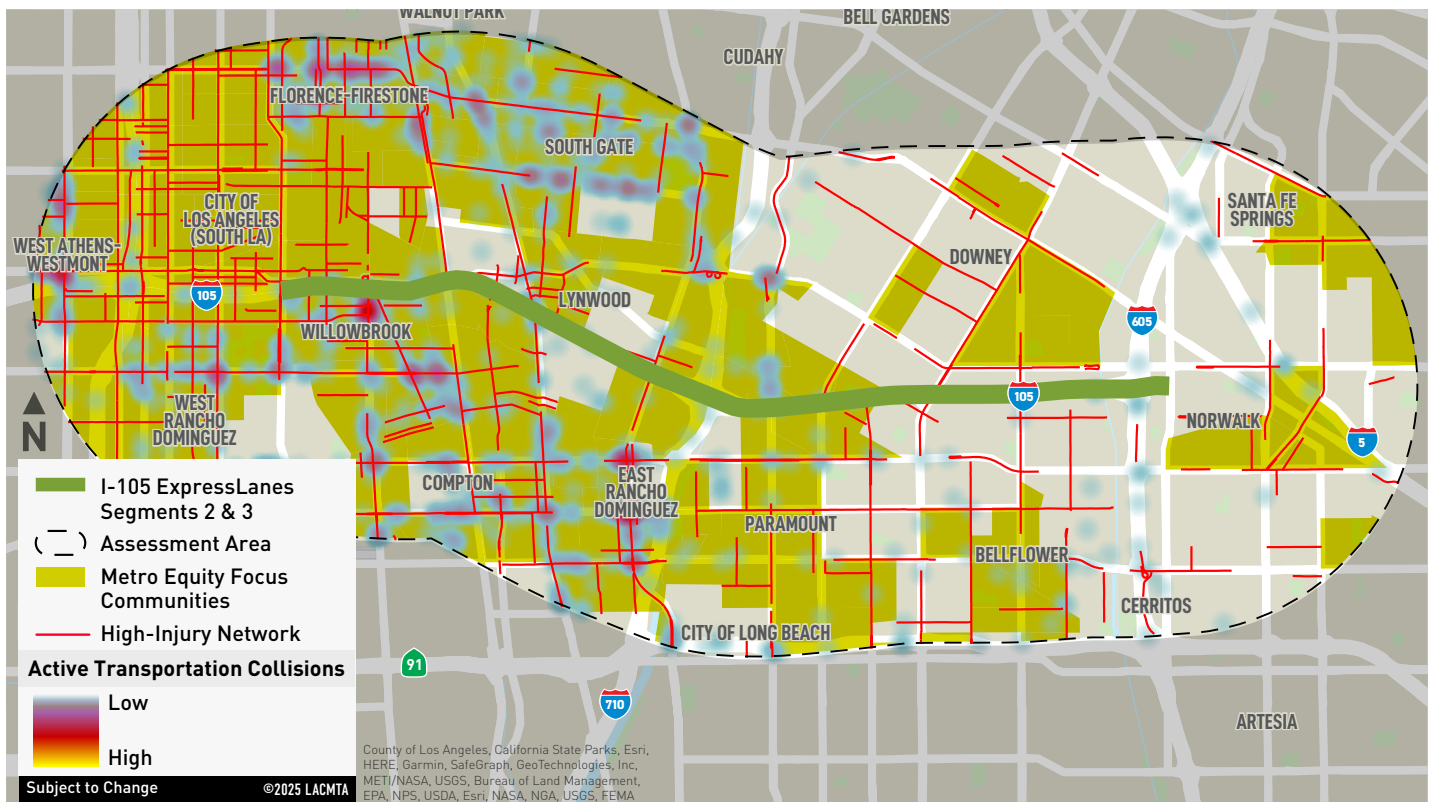 WALNUT PARK
BELL GARDENS
CUDAHY
FLORENCE-FIRESTONE
SOUTH GATE
CITY OF
LOS ANGELES
(SOUTH LA)
SANTA FE
SPRINGS
WEST ATHENS-
WESTMONT
DOWNEY
105
LYNWOOD
605
WILLOWBROOK
105
WEST
RANCHO
DOMINGUEZ
NORWALK
5
N
COMPTON
EAST
RANCHO
DOMINGUEZ
PARAMOUNT
BELLFLOWER
CERRITOS
CITY OF LONG BEACH
91
710
ARTESIA
I-105 ExpressLanes
Segments 2 & 3
Assessment Area
Metro Equity Focus
Communities
High-Injury Network
Active Transportation Collisions
Low
High
Subject to Change
©2025 LACMTA
County of Los Angeles, California State Parks, Esri,
HERE, Garmin, SafeGraph, GeoTechnologies, Inc,
METI/NASA, USGS, Bureau of Land Management,
EPA, NPS, USDA, Esri, NASA, NGA, USGS, FEMA